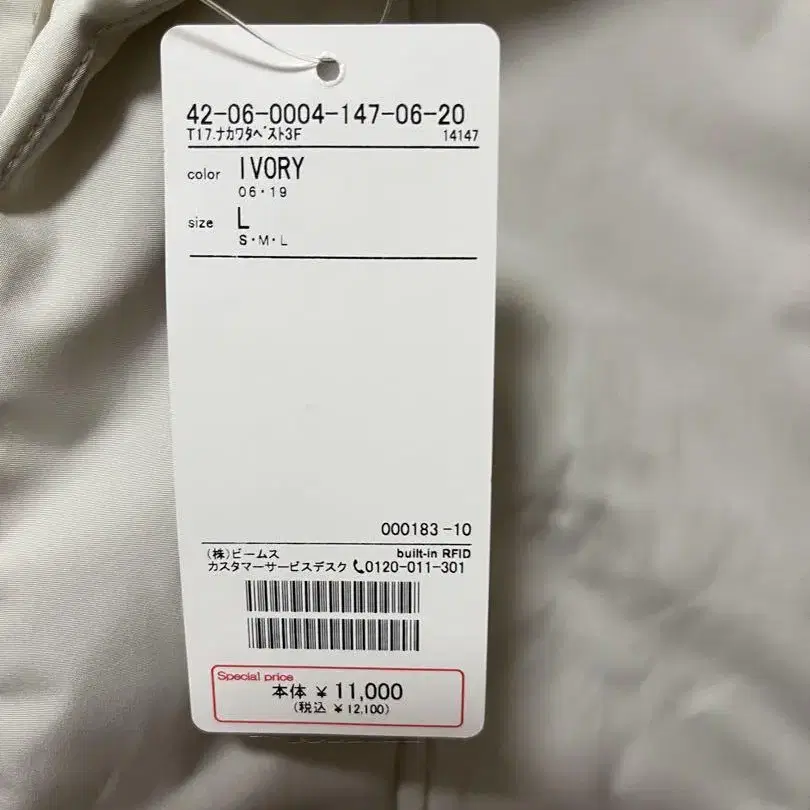 42-06-0004-147-06-20
T17.ナカワタベスト3F 14147
color IVORY
06・19
size L
S・M・L
000183-10
(株)ビームス built-in RFID
カスタマーサービスデスク 0120-011-301
Special price
本体 ¥ 11,000
(税込 ¥ 12,100)